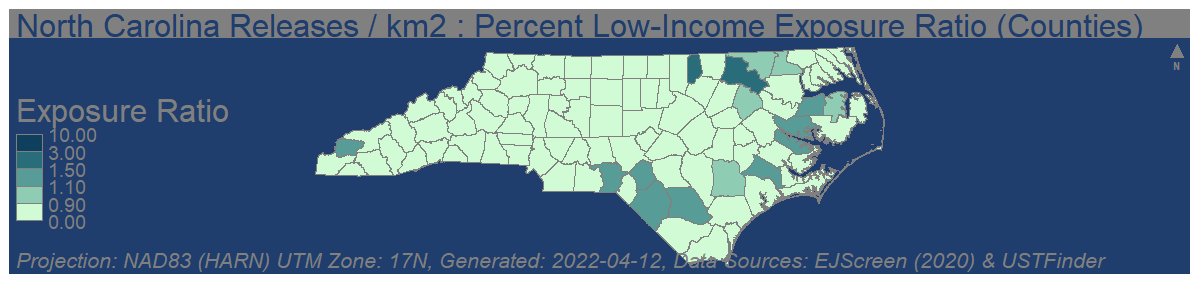 North Carolina Releases / km2 : Percent Low-Income Exposure Ratio (Counties)
N
Exposure Ratio
10.00
3.00
1.50
1.10
0.90
0.00
Projection: NAD83 (HARN) UTM Zone: 17N, Generated: 2022-04-12, Data Sources: EJScreen (2020) & USTFinder